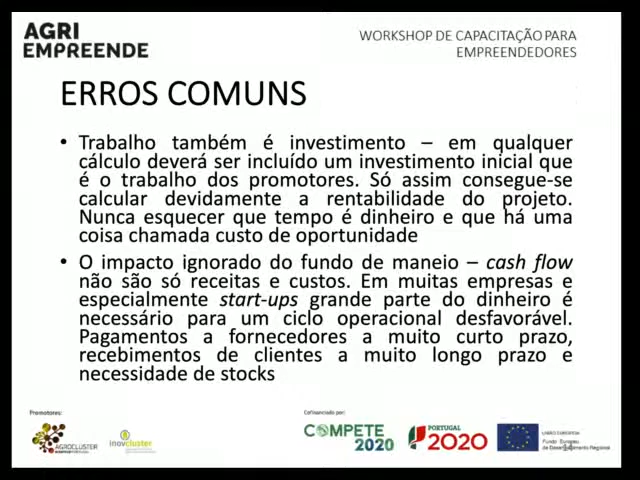 AGRI
EMPREENDE
WORKSHOP DE CAPACITAÇÃO PARA
EMPREENDEDORES
ERROS COMUNS
• Trabalho também é investimento – em qualquer
cálculo deverá ser incluído um investimento inicial que
é o trabalho dos promotores. Só assim consegue-se
calcular devidamente a rentabilidade do projeto.
Nunca esquecer que tempo é dinheiro e que há uma
coisa chamada custo de oportunidade
• O impacto ignorado do fundo de maneio – cash flow
não são só receitas e custos. Em muitas empresas e
especialmente start-ups grande parte do dinheiro é
necessário para um ciclo operacional desfavorável.
Pagamentos a fornecedores a muito curto prazo,
recebimentos de clientes a muito longo prazo e
necessidade de stocks
Promotores:
Cofinanciado por:
AGROCLUSTER
inovcluster
COMPETE
2020
PORTUGAL
2020
UNIÃO EUROPEIA
Fundo Europeu
de Desenvolvimento Regional
14